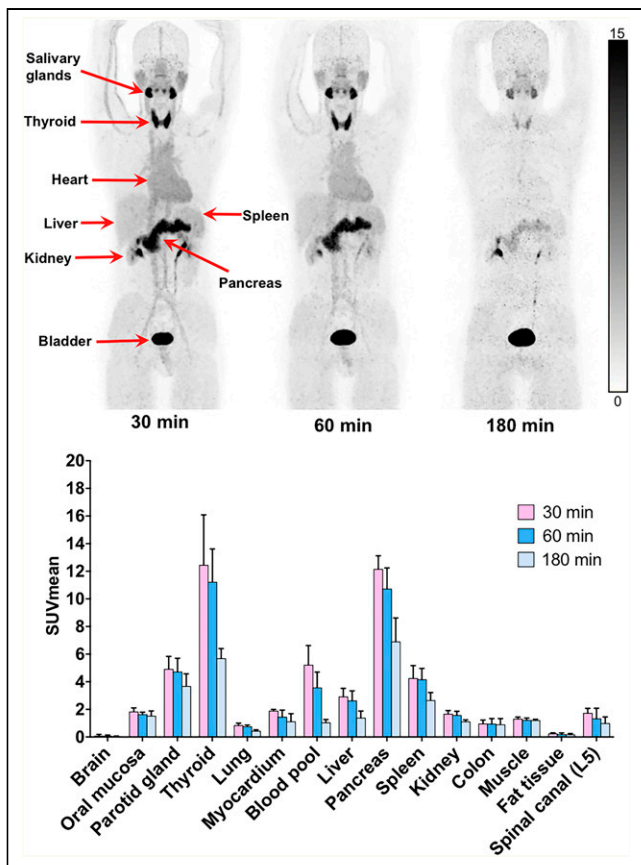 15
Salivary
glands
Thyroid
Heart
Liver
Spleen
Kidney
Pancreas
Bladder
0
30 min
60 min
180 min
20
18
16
14
12
10
8
6
4
2
0
SUVmean
30 min
60 min
180 min
Brain
Oral mucosa
Parotid gland
Thyroid
Lung
Myocardium
Blood pool
Liver
Pancreas
Spleen
Kidney
Colon
Muscle
Fat tissue
Spinal canal (L5)